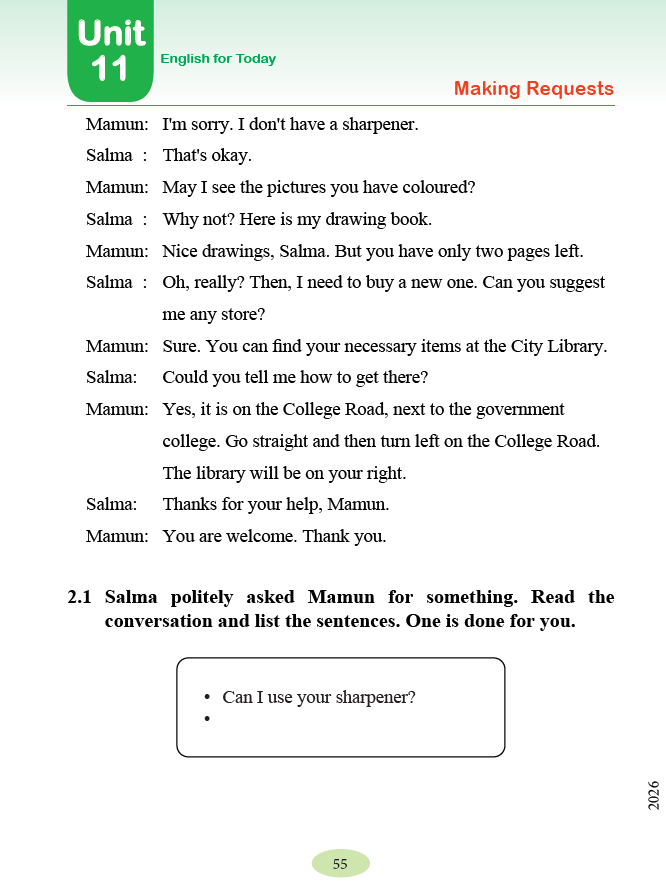 Unit
11
English for Today
Making Requests
Mamun: I'm sorry. I don't have a sharpener.
Salma : That's okay.
Mamun: May I see the pictures you have coloured?
Salma : Why not? Here is my drawing book.
Mamun: Nice drawings, Salma. But you have only two pages left.
Salma : Oh, really? Then, I need to buy a new one. Can you suggest
me any store?
Mamun: Sure. You can find your necessary items at the City Library.
Salma: Could you tell me how to get there?
Mamun: Yes, it is on the College Road, next to the government
college. Go straight and then turn left on the College Road.
The library will be on your right.
Salma: Thanks for your help, Mamun.
Mamun: You are welcome. Thank you.
2.1 Salma politely asked Mamun for something. Read the
conversation and list the sentences. One is done for you.
• Can I use your sharpener?
•
2026
55